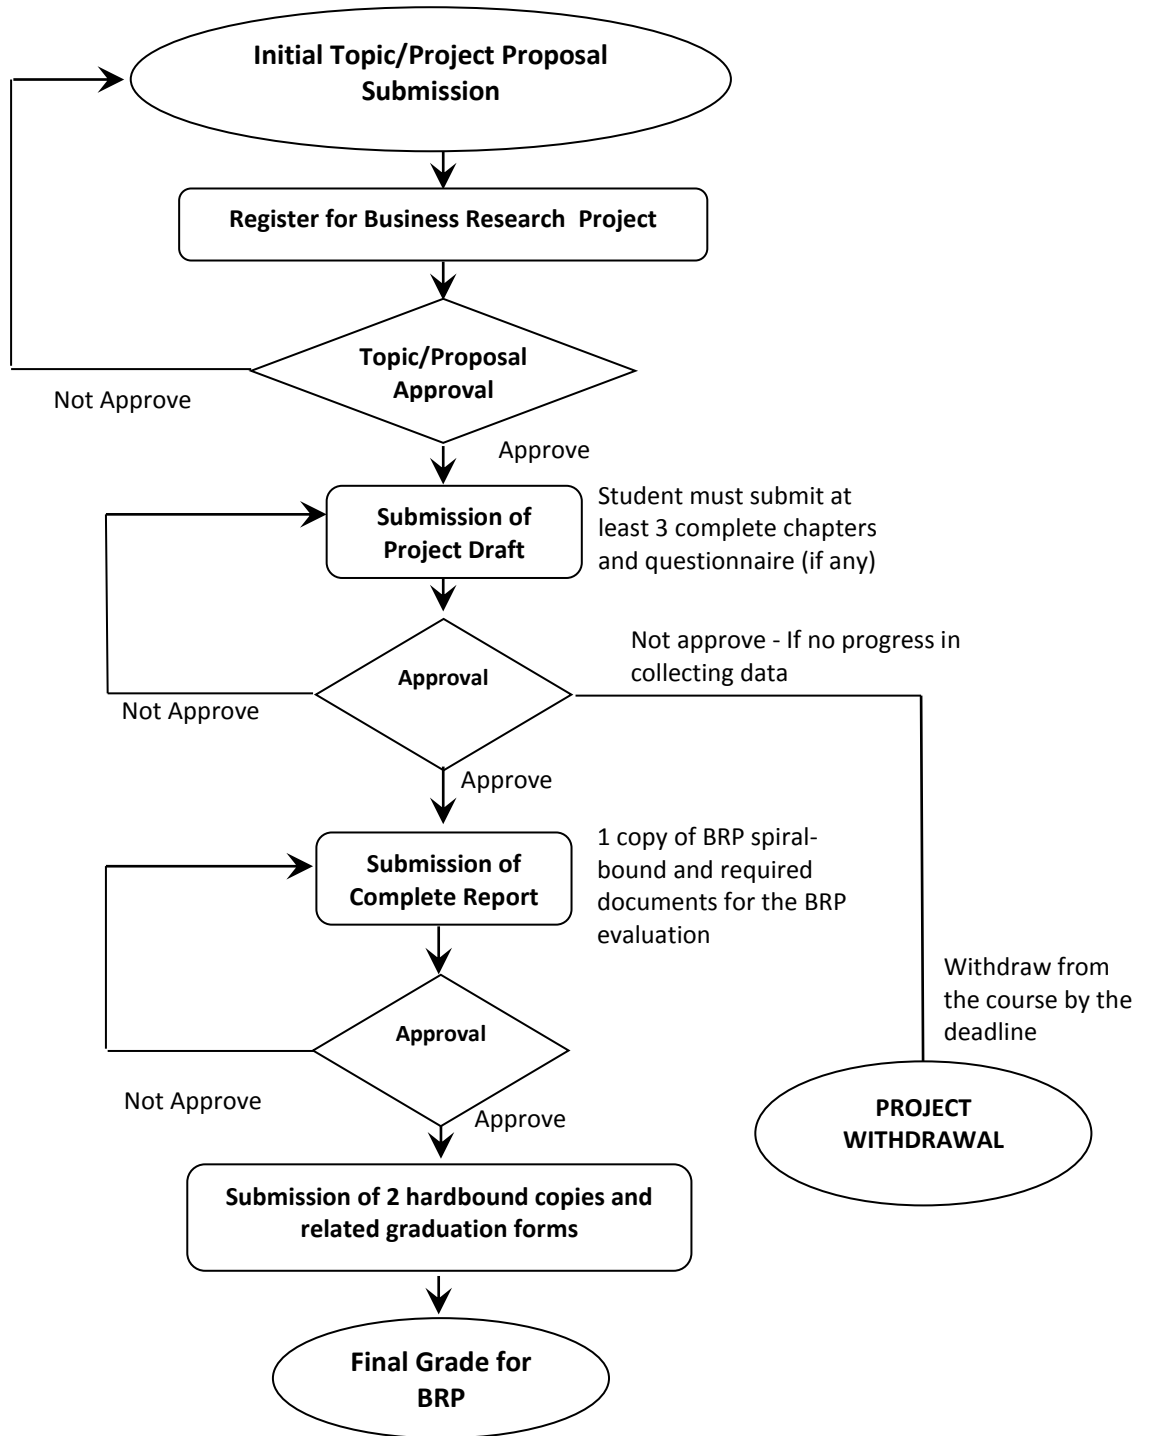 Initial Topic/Project Proposal
Submission
Register for Business Research  Project
Topic/Proposal
Approval
Not Approve
Approve
Submission of
Project Draft
Student must submit at
least 3 complete chapters
and questionnaire (if any)
Not approve - If no progress in
collecting data
Approval
Not Approve
Approve
Submission of
Complete Report
1 copy of BRP spiral-
bound and required
documents for the BRP
evaluation
Withdraw from
the course by the
deadline
Approval
Not Approve
Approve
PROJECT
WITHDRAWAL
Submission of 2 hardbound copies and
related graduation forms
Final Grade for
BRP